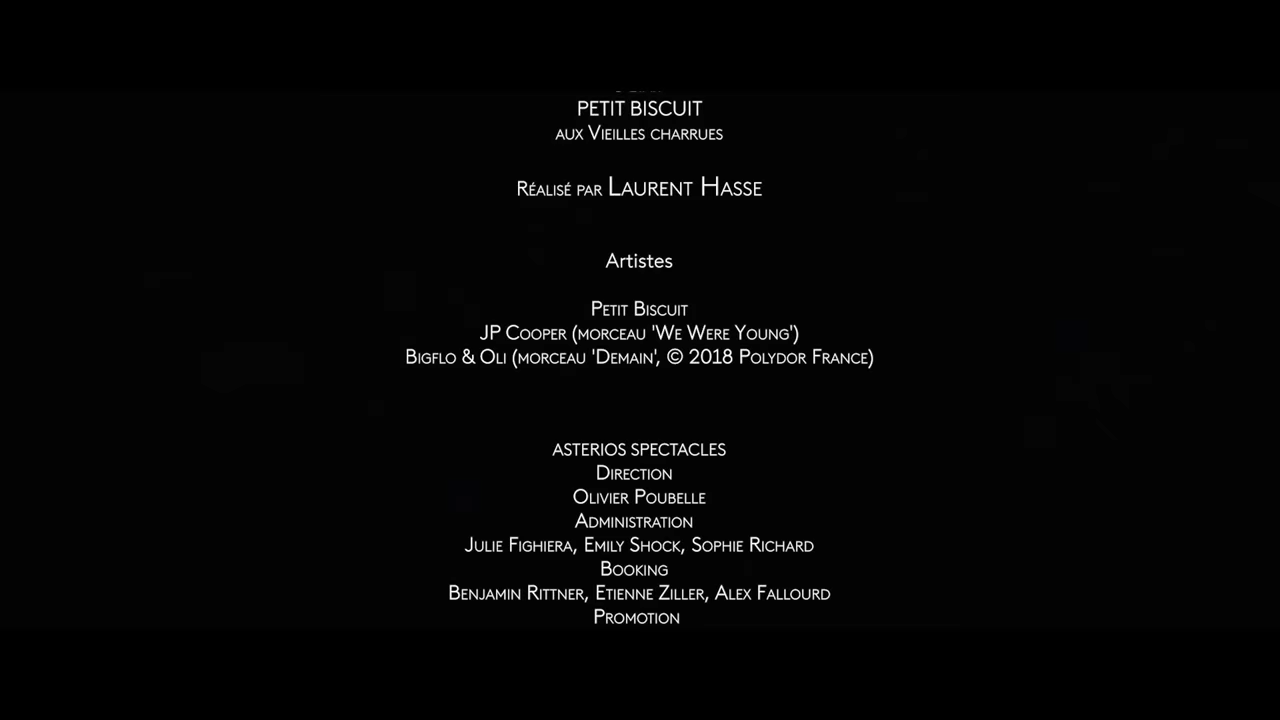 PETIT BISCUIT
AUX VIEILLES CHARRUES
RÉALISÉ PAR LAURENT HASSE
Artistes
PETIT BISCUIT
JP COOPER (MORCEAU 'WE WERE YOUNG')
BIGFLO & OLI (MORCEAU 'DEMAIN', © 2018 POLYDOR FRANCE)
ASTERIOS SPECTACLES
DIRECTION
OLIVIER POUBELLE
ADMINISTRATION
JULIE FIGHIERA, EMILY SHOCK, SOPHIE RICHARD
BOOKING
BENJAMIN RITTNER, ETIENNE ZILLER, ALEX FALLOURD
PROMOTION